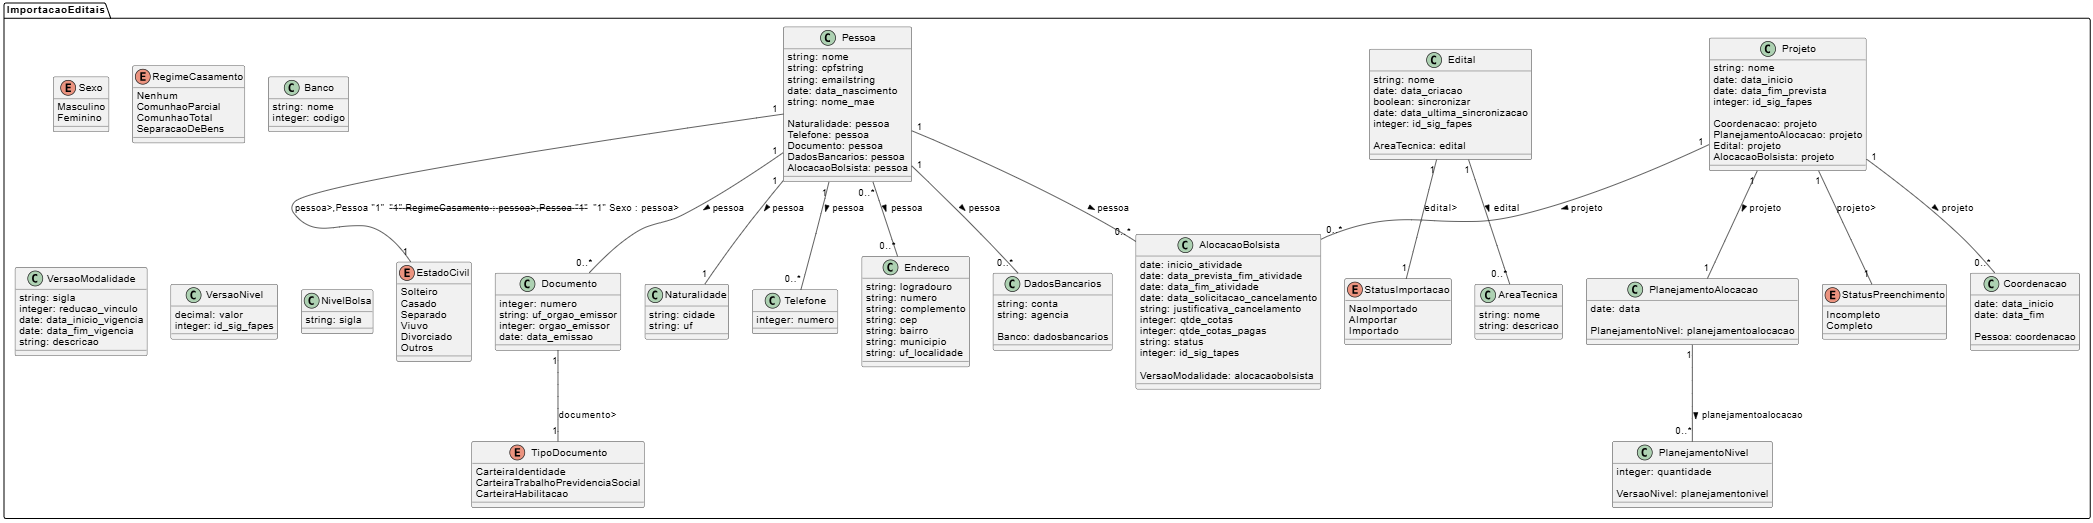 ImportacaoEditais
Sexo
Masculino
Feminino
RegimeCasamento
Nenhum
ComunhaoParcial
ComunhaoTotal
SeparacaoDeBens
Banco
string: nome
integer: codigo
Pessoa
string: nome
string: cpfstring
string: emailstring
date: data_nascimento
string: nome_mae
Naturalidade: pessoa
Telefone: pessoa
Documento: pessoa
DadosBancarios: pessoa
AlocacaoBolsista: pessoa
Edital
string: nome
date: data_criacao
boolean: sincronizar
date: data_ultima_sincronizacao
integer: id_sig_fapes
AreaTecnica: edital
Projeto
string: nome
date: data_inicio
date: data_fim_prevista
integer: id_sig_fapes
Coordenacao: projeto
PlanejamentoAlocacao: projeto
Edital: projeto
AlocacaoBolsista: projeto
1
1
1
1
0..*
1
1
1
1
1
1
1
1
pessoa>,Pessoa "1" "1" RegimeCasamento : pessoa>,Pessoa "1" "1" Sexo : pessoa>
pessoa
pessoa
pessoa
pessoa
pessoa
pessoa
edital>
edital
projeto
projeto
projeto>
projeto
1
0..*
1
0..*
0..*
0..*
0..*
0..*
1
0..*
1
1
0..*
VersaoModalidade
string: sigla
integer: reducao_vinculo
date: data_inicio_vigencia
date: data_fim_vigencia
string: descricao
VersaoNivel
decimal: valor
integer: id_sig_fapes
NivelBolsa
string: sigla
EstadoCivil
Solteiro
Casado
Separado
Viuvo
Divorciado
Outros
Documento
integer: numero
string: uf_orgao_emissor
integer: orgao_emissor
date: data_emissao
Naturalidade
string: cidade
string: uf
Telefone
integer: numero
Endereco
string: logradouro
string: numero
string: complemento
string: cep
string: bairro
string: municipio
string: uf_localidade
DadosBancarios
string: conta
string: agencia
Banco: dadosbancarios
AlocacaoBolsista
date: inicio_atividade
date: data_prevista_fim_atividade
date: data_fim_atividade
date: data_solicitacao_cancelamento
string: justificativa_cancelamento
integer: qtde_cotas
integer: qtde_cotas_pagas
string: status
integer: id_sig_tapes
VersaoModalidade: alocacaobolsista
StatusImportacao
NaoImportado
AImportar
Importado
AreaTecnica
string: nome
string: descricao
PlanejamentoAlocacao
date: data
PlanejamentoNivel: planejamentoalocacao
StatusPreenchimento
Incompleto
Completo
Coordenacao
date: data_inicio
date: data_fim
Pessoa: coordenacao
1
documento>
1
1
planejamentoalocacao
0..*
TipoDocumento
CarteiraIdentidade
CarteiraTrabalhoPrevidenciaSocial
CarteiraHabilitacao
PlanejamentoNivel
integer: quantidade
VersaoNivel: planejamentonivel